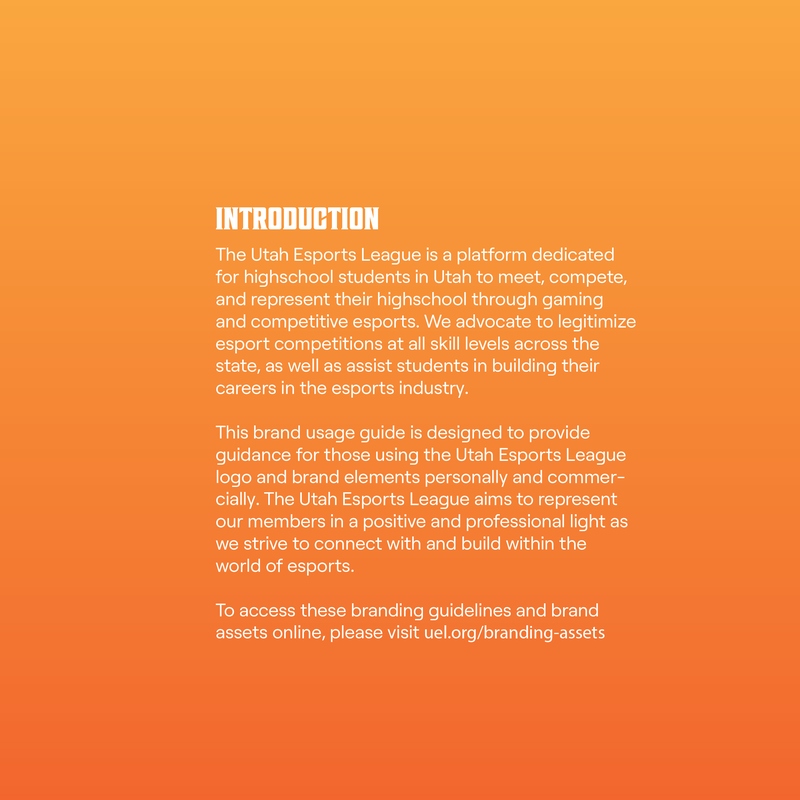 INTRODUCTION
The Utah Esports League is a platform dedicated
for highschool students in Utah to meet, compete,
and represent their highschool through gaming
and competitive esports. We advocate to legitimize
esport competitions at all skill levels across the
state, as well as assist students in building their
careers in the esports industry.
This brand usage guide is designed to provide
guidance for those using the Utah Esports League
logo and brand elements personally and commer-
cially. The Utah Esports League aims to represent
our members in a positive and professional light as
we strive to connect with and build within the
world of esports.
To access these branding guidelines and brand
assets online, please visit uel.org/branding-assets